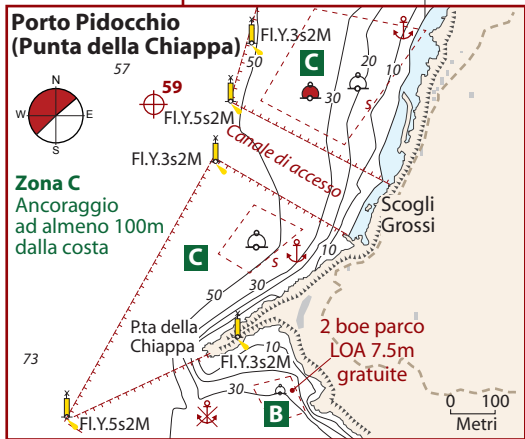 Porto Pidocchio
(Punta della Chiappa)
Fl.Y.3s2M
57
59
50
C
20
10
30
S
N
W
E
S
Fl.Y.5s2M
Fl.Y.3s2M
Canale di accesso
Zona C
Ancoraggio
ad almeno 100m
dalla costa
Scogli
Grossi
C
S
10
50
30
P.ta della
Chiappa
73
10
Fl.Y.3s2M
30
2 boe parco
LOA 7.5m
gratuite
B
Fl.Y.5s2M
0 100
Metri